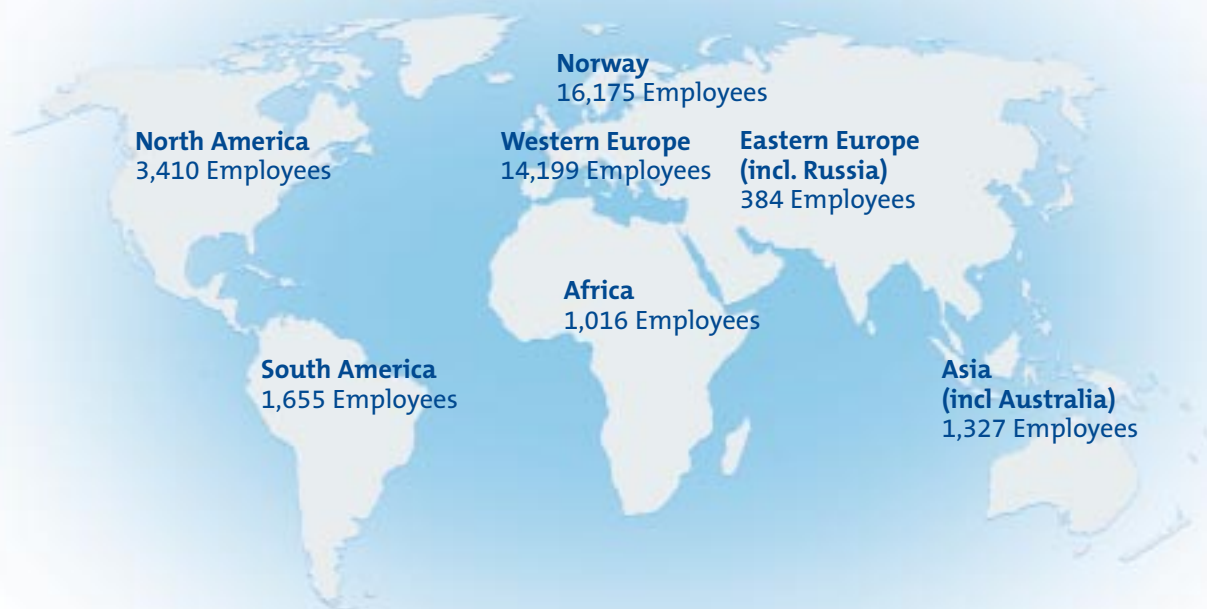 Norway
16,175 Employees
North America
3,410 Employees
Western Europe
14,199 Employees
Eastern Europe
(incl. Russia)
384 Employees
Africa
1,016 Employees
South America
1,655 Employees
Asia
(incl Australia)
1,327 Employees